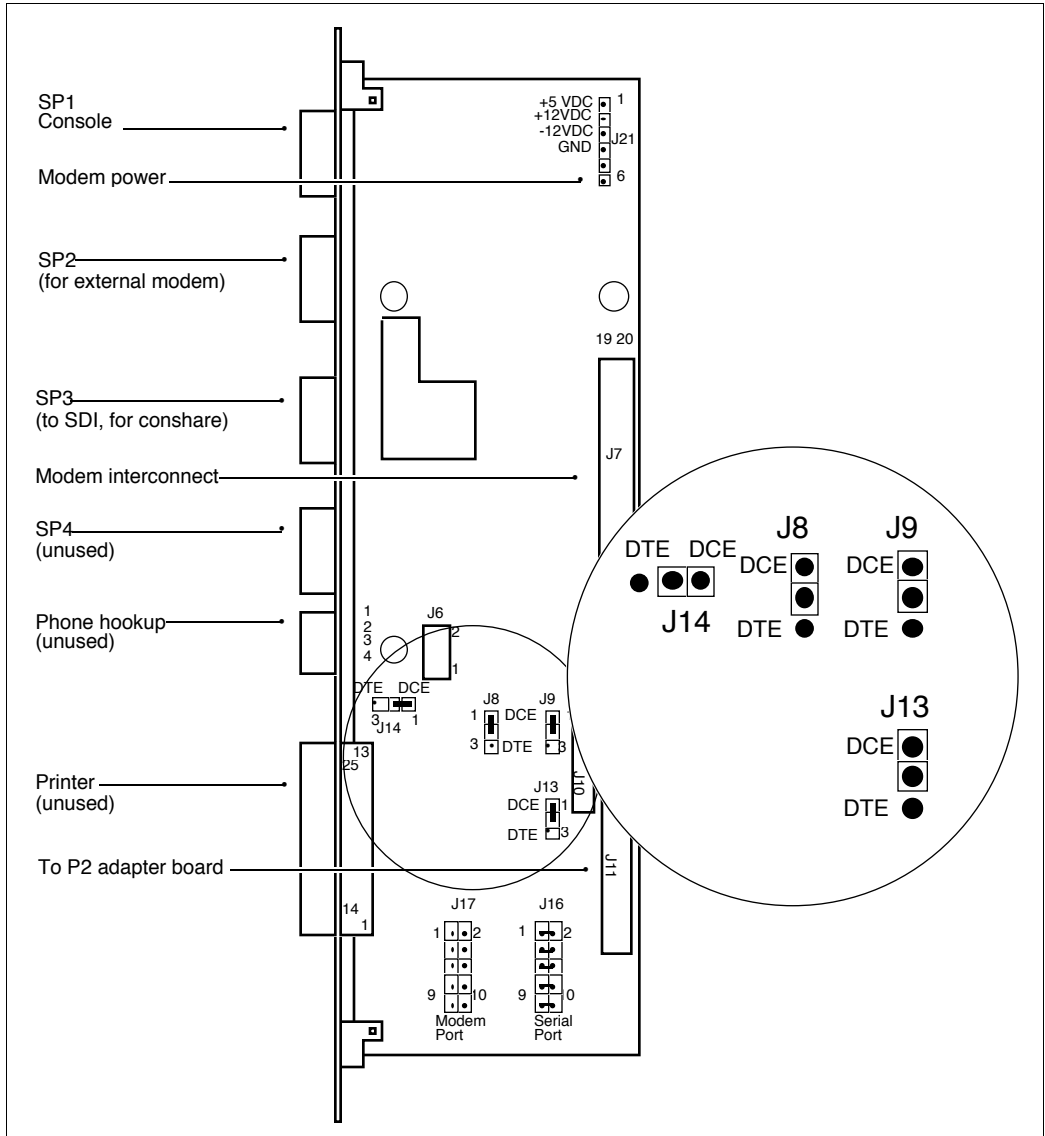 SP1
Console
Modem power
SP2
(for external modem)
SP3
(to SDI, for conshare)
Modem interconnect
SP4
(unused)
Phone hookup
(unused)
Printer
(unused)
To P2 adapter board
+5 VDC
+12VDC
-12VDC
GND
1
J21
6
19 20
J7
1
2
3
4
J6
2
1
DTE DCE
3 1
J14
J8
1
3
DTE
J9
DCE
3
J10
J13
DCE 1
DTE 3
J11
13
25
14
1
J17
1 2
9 10
Modem
Port
J16
1 2
9 0
Serial
Port
DTE DCE
J14
J8
DCE
DTE
J9
DCE
DTE
J13
DCE
DTE